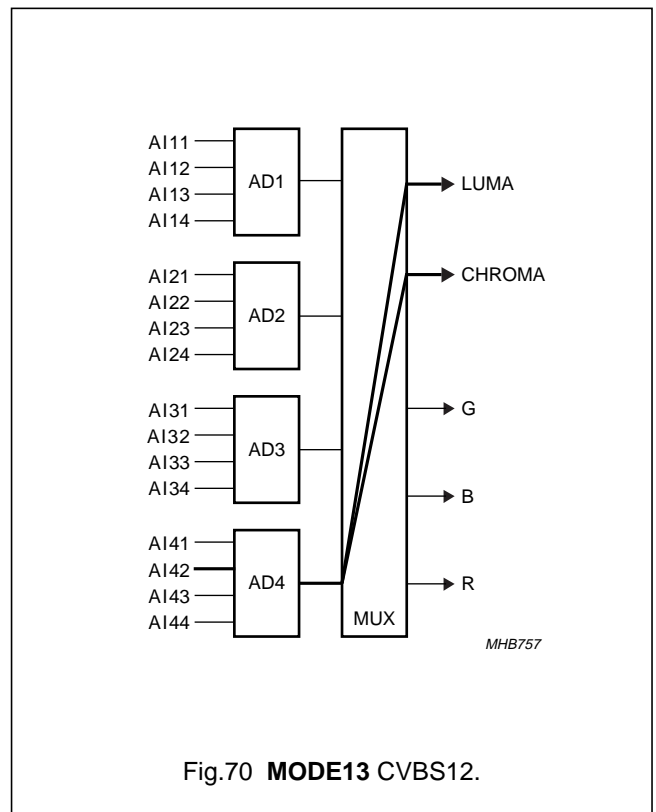 AI11
AI12
AI13
AI14
AD1
AI21
AI22
AI23
AI24
AD2
AI31
AI32
AI33
AI34
AD3
AI41
AI42
AI43
AI44
AD4
MUX
LUMA
CHROMA
G
B
R
MHB757
Fig.70 MODE13 CVBS12.